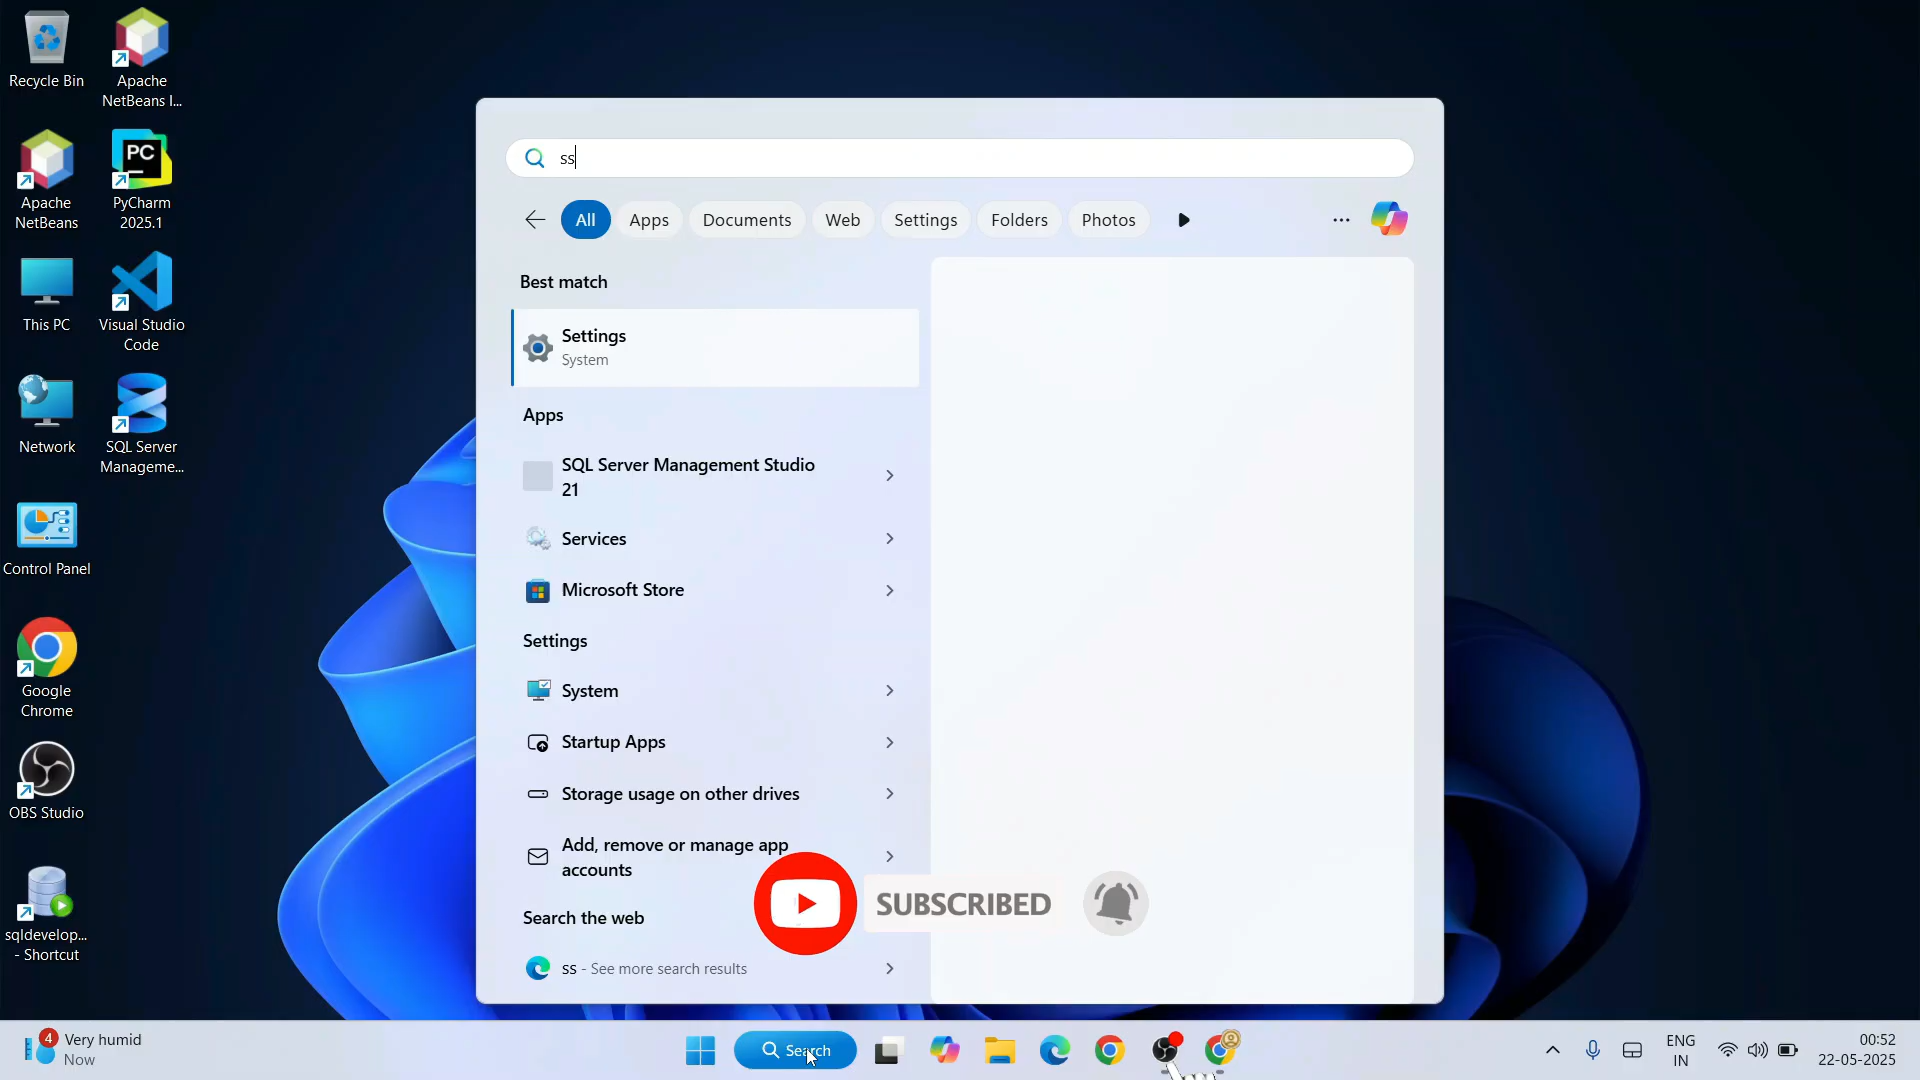 Recycle Bin
Apache
NetBeans I...
Apache
NetBeans
PC
PyCharm
2025.1
This PC
Visual Studio
Code
Network
SQL Server
Manageme...
Control Panel
Google
Chrome
OBS Studio
sqldevelop...
- Shortcut
ss
All
Apps
Documents
Web
Settings
Folders
Photos
Best match
Settings
System
Apps
SQL Server Management Studio
21
Services
Microsoft Store
Settings
System
Startup Apps
Storage usage on other drives
Add, remove or manage app
accounts
Search the web
ss - See more search results
SUBSCRIBED
4
Very humid
Now
Search
ENG
IN
00:52
22-05-2025